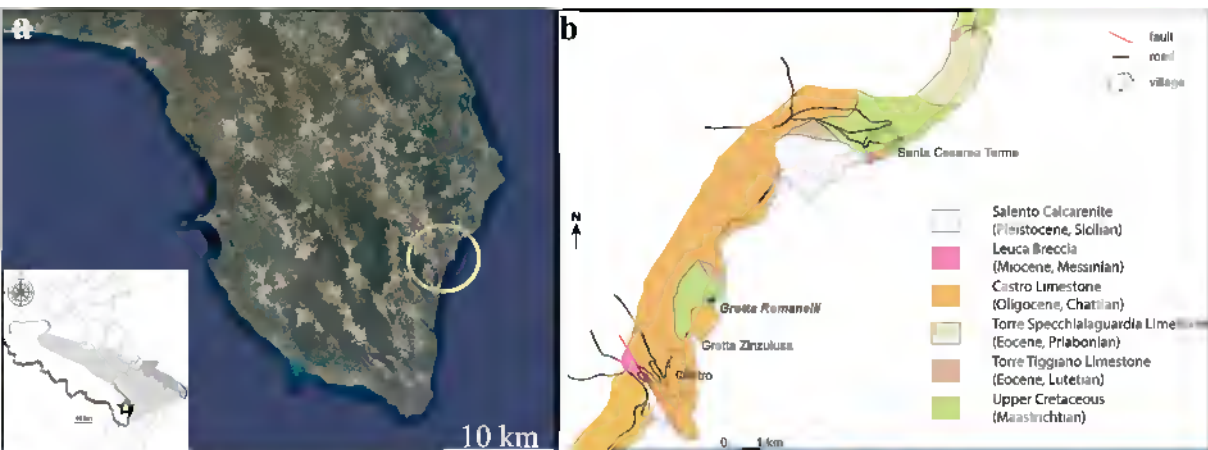 a
10 km
b
fault
road
village
Santa Cesarea Terme
N
Grotta Romanelli
Grotta Zinzulusa
Castro
0 1 km
Salento Calcarenite
(Pleistocene, Sicilian)
Leuca Breccia
(Miocene, Messinian)
Castro Limestone
(Oligocene, Chattian)
Torre Specchialaguardia
(Eocene, Priabonian)
Torre Tiggiano Limestone
(Eocene, Lutetian)
Upper Cretaceous
(Maastrichtian)